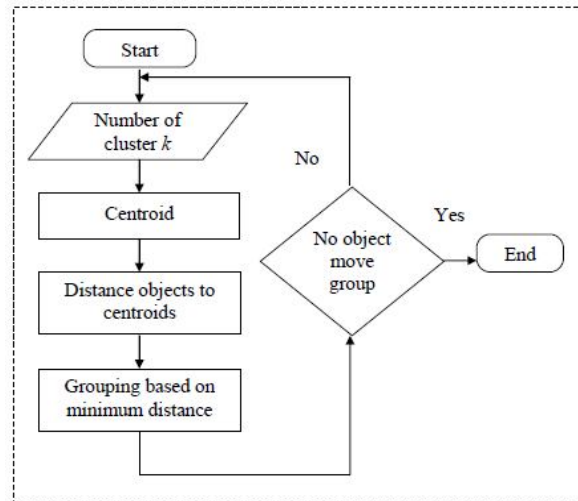 Start
Number of
cluster k
Centroid
Distance objects to
centroids
Grouping based on
minimum distance
No
No object
move
group
Yes
End